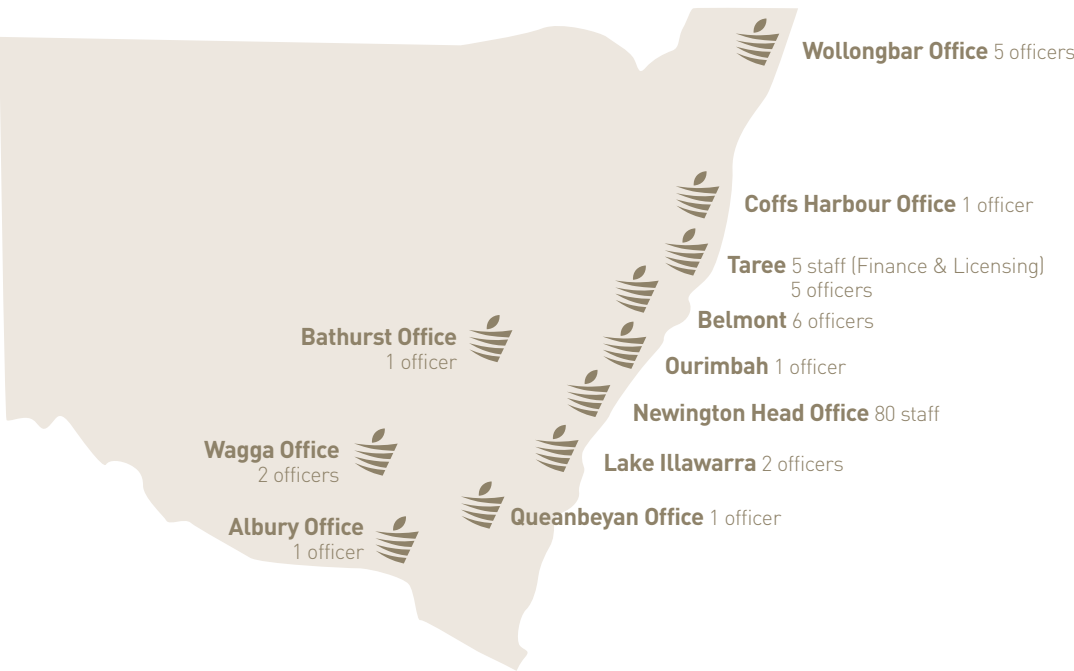 Wollongbar Office 5 officers
Coffs Harbour Office 1 officer
Taree 5 staff (Finance & Licensing)
5 officers
Belmont 6 officers
Bathurst Office
1 officer
Ourimbah 1 officer
Newington Head Office 80 staff
Wagga Office
2 officers
Lake Illawarra 2 officers
Queanbeyan Office 1 officer
Albury Office
1 officer